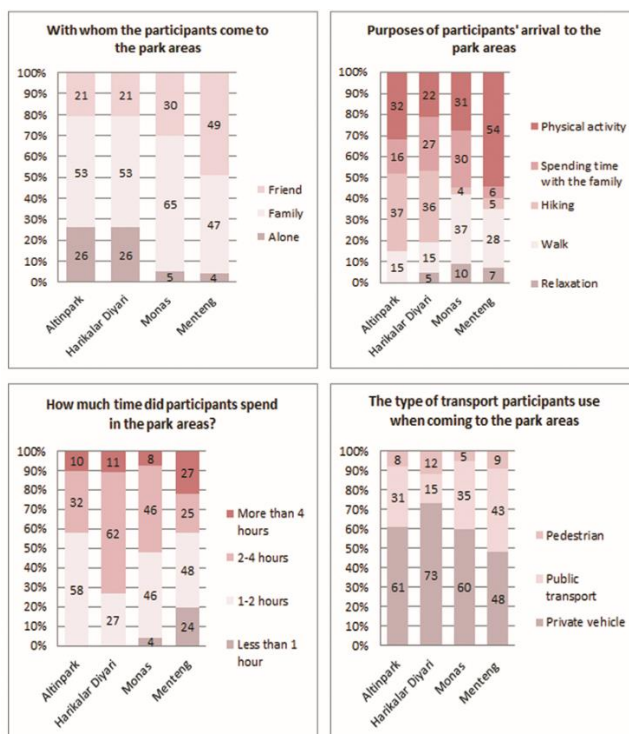 With whom the participants come to
the park areas
100%
90%
80%
70%
60%
50%
40%
30%
20%
10%
0%
21 21 30 49
53 53 65 47
26 26 5 4
Friend
Family
Alone
Altinpark
Harikalar Diyari
Monas
Menteng
Purposes of participants' arrival to the
park areas
100%
90%
80%
70%
60%
50%
40%
30%
20%
10%
0%
32 22 31 54
16 27 30 6
37 36 4 5
15 15 37 28
5 10 7
Physical activity
Spending time
with the family
Hiking
Walk
Relaxation
Altinpark
Harikalar Diyari
Monas
Menteng
How much time did participants spend
in the park areas?
100%
90%
80%
70%
60%
50%
40%
30%
20%
10%
0%
10 11 8 27
32 62 46 25
58 27 46 48
4 24
More than 4
hours
2-4 hours
1-2 hours
Less than 1
hour
Altinpark
Harikalar Diyari
Monas
Menteng
The type of transport participants use
when coming to the park areas
100%
90%
80%
70%
60%
50%
40%
30%
20%
10%
0%
8 12 5 9
31 15 35 43
61 73 60 48
Pedestrian
Public
transport
Private vehicle
Altinpark
Harikalar Diyari
Monas
Menteng